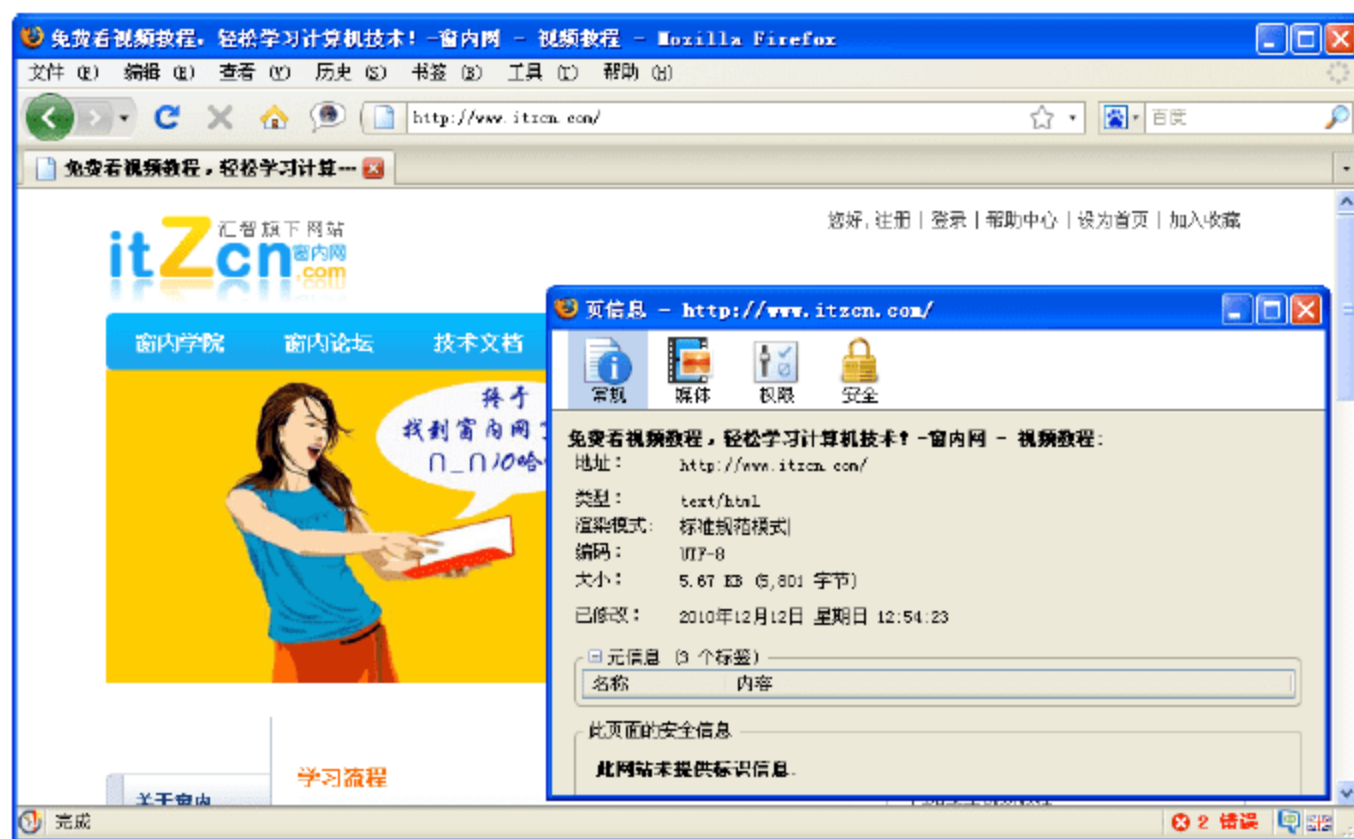 免费看视频教程，轻松学习计算机技术！-窗内网 - 视频教程 - Mozilla Firefox
文件 (F) 编辑 (E) 查看 (V) 历史 (S) 书签 (B) 工具 (T) 帮助 (H)
http://www.itzcn.com/
百度
免费看视频教程，轻松学习计算…
itZcn 汇智旗下网站
窗内网
.com
您好, 注册 | 登录 | 帮助中心 | 设为首页 | 加入收藏
窗内学院 窗内论坛 技术文档
终于
找到窗内网了
∩_∩!O哈
学习流程
关于窗内
页信息 - http://www.itzcn.com/
常规 媒体 权限 安全
免费看视频教程，轻松学习计算机技术！-窗内网 - 视频教程:
地址： http://www.itzcn.com/
类型： text/html
渲染模式: 标准规范模式
编码： UTF-8
大小： 5.67 KB (5,801 字节)
已修改： 2010年12月12日 星期日 12:54:23
元信息 (3 个标签)
名称 内容
此页面的安全信息
此网站未提供标识信息.
完成
2 错误